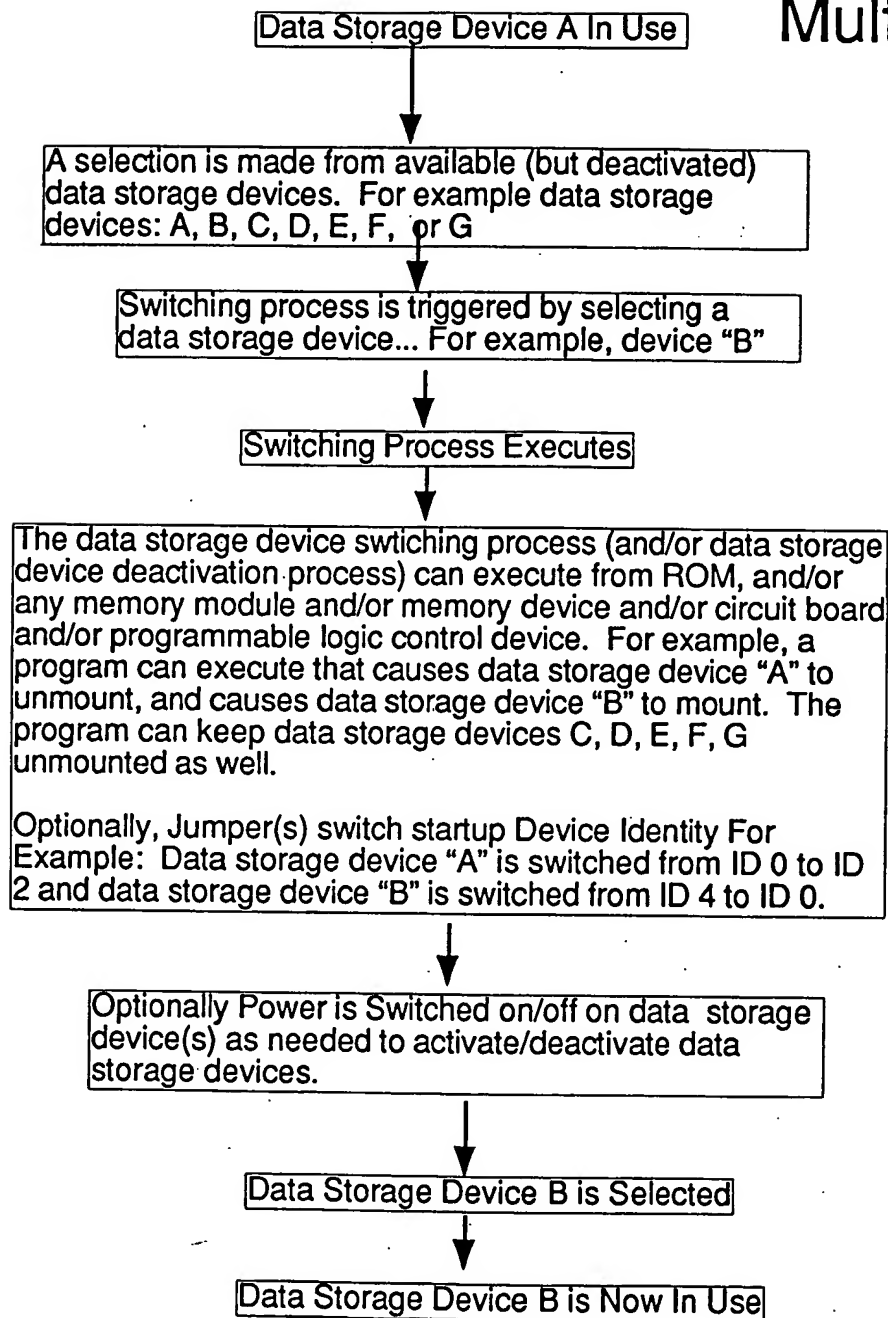 Data Storage Device A In Use
A selection is made from available (but deactivated)
data storage devices. For example data storage
devices: A, B, C, D, E, F, or G
Switching process is triggered by selecting a
data storage device... For example, device “B”
Switching Process Executes
The data storage device swtiching process (and/or data storage
device deactivation process) can execute from ROM, and/or
any memory module and/or memory device and/or circuit board
and/or programmable logic control device. For example, a
program can execute that causes data storage device “A” to
unmount, and causes data storage device “B” to mount. The
program can keep data storage devices C, D, E, F, G
unmounted as well.
Optionally, Jumper(s) switch startup Device Identity For
Example: Data storage device “A” is switched from ID 0 to ID
2 and data storage device “B” is switched from ID 4 to ID 0.
Optionally Power is Switched on/off on data storage
device(s) as needed to activate/deactivate data
storage devices.
Data Storage Device B is Selected
Data Storage Device B is Now In Use